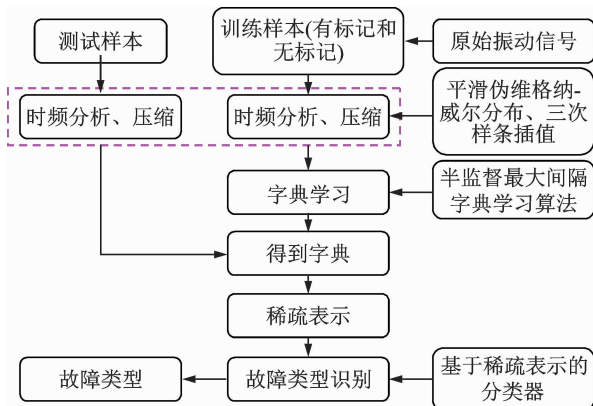 测试样本
训练样本(有标记和
无标记)
原始振动信号
时频分析、压缩
时频分析、压缩
平滑伪维格纳-
威尔分布、三次
样条插值
字典学习
半监督最大间隔
字典学习算法
得到字典
稀疏表示
故障类型
故障类型识别
基于稀疏表示的
分类器